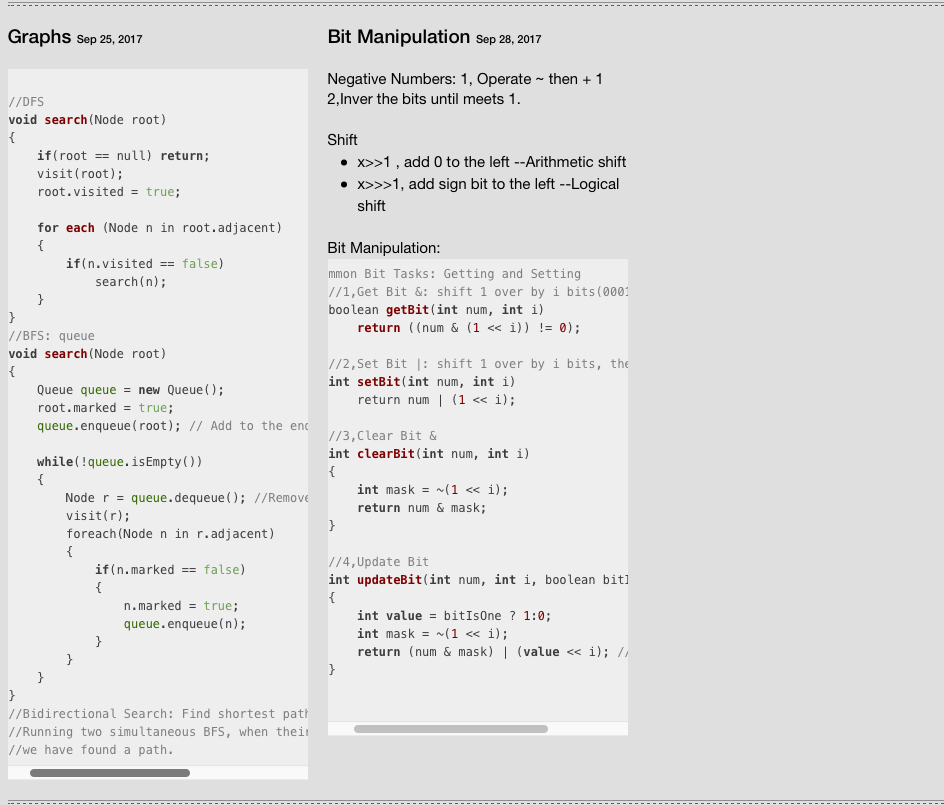 Graphs Sep 25, 2017
//DFS
void search(Node root)
{
    if(root == null) return;
    visit(root);
    root.visited = true;
    for each (Node n in root.adjacent)
    {
        if(n.visited == false)
            search(n);
    }
}
//BFS: queue
void search(Node root)
{
    Queue queue = new Queue();
    root.marked = true;
    queue.enqueue(root); // Add to the end
    while(!queue.isEmpty())
    {
        Node r = queue.dequeue(); //Remove
        visit(r);
        foreach(Node n in r.adjacent)
        {
            if(n.marked == false)
            {
                n.marked = true;
                queue.enqueue(n);
            }
        }
    }
}
//Bidirectional Search: Find shortest path
//Running two simultaneous BFS, when their
//we have found a path.
Bit Manipulation Sep 28, 2017
Negative Numbers: 1, Operate ~ then + 1
2,Inver the bits until meets 1.
Shift
• x>>1 , add 0 to the left --Arithmetic shift
• x>>>1, add sign bit to the left --Logical
shift
Bit Manipulation:
mmon Bit Tasks: Getting and Setting
//1,Get Bit &: shift 1 over by i bits(0001
boolean getBit(int num, int i)
    return ((num & (1 << i)) != 0);
//2,Set Bit |: shift 1 over by i bits, the
int setBit(int num, int i)
    return num | (1 << i);
//3,Clear Bit &
int clearBit(int num, int i)
{
    int mask = ~(1 << i);
    return num & mask;
}
//4,Update Bit
int updateBit(int num, int i, boolean bitI
{
    int value = bitIsOne ? 1:0;
    int mask = ~(1 << i);
    return (num & mask) | (value << i); //
}